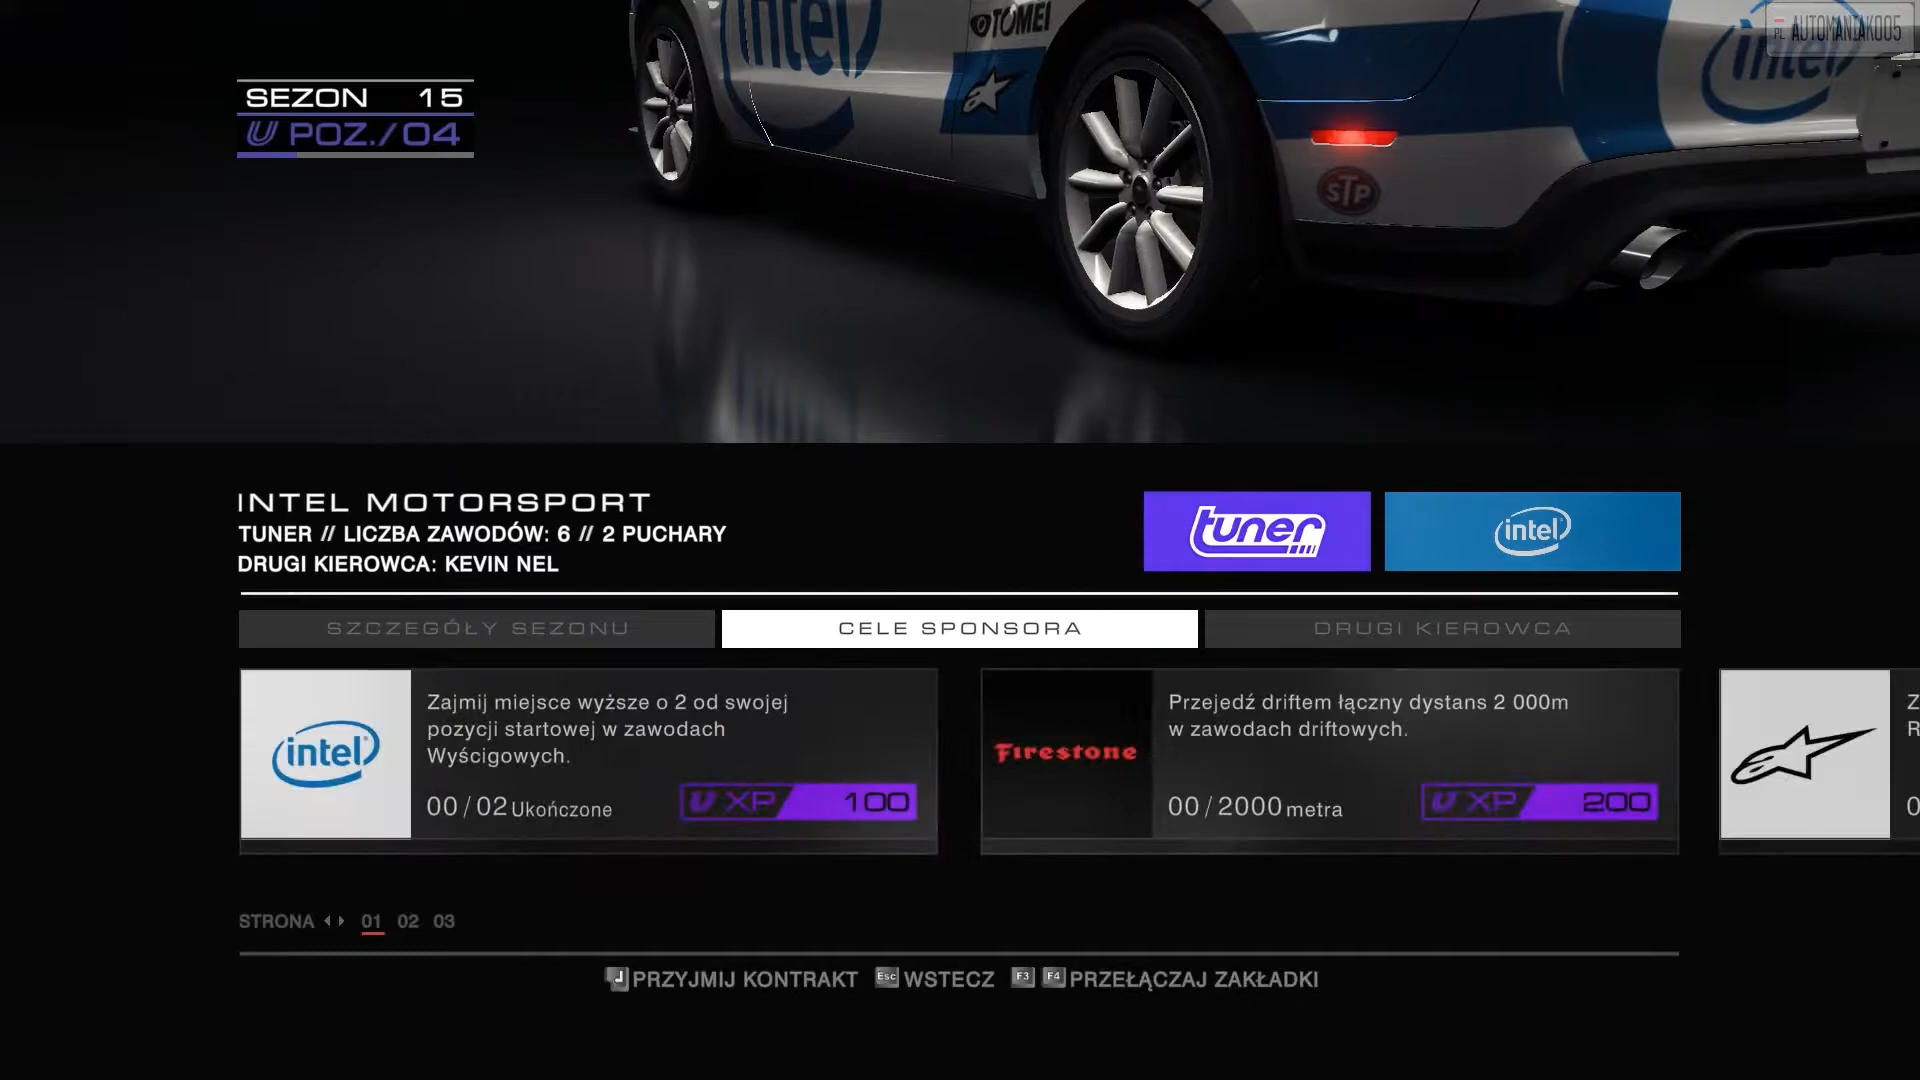 intel
TOMEI
PL AUTOMANIAK005
intel
STP
SEZON 15
U POZ./04
INTEL MOTORSPORT
TUNER // LICZBA ZAWODÓW: 6 // 2 PUCHARY
DRUGI KIEROWCA: KEVIN NEL
tuner
intel
SZCZEGÓŁY SEZONU
CELE SPONSORA
DRUGI KIEROWCA
intel
Zajmij miejsce wyższe o 2 od swojej
pozycji startowej w zawodach
Wyścigowych.
00 / 02 Ukończone
U XP 100
Firestone
Przejedź driftem łączny dystans 2 000m
w zawodach driftowych.
00 / 2000 metra
U XP 200
STRONA 01 02 03
PRZYJMIJ KONTRAKT Esc WSTECZ F3 F4 PRZEŁĄCZAJ ZAKŁADKI